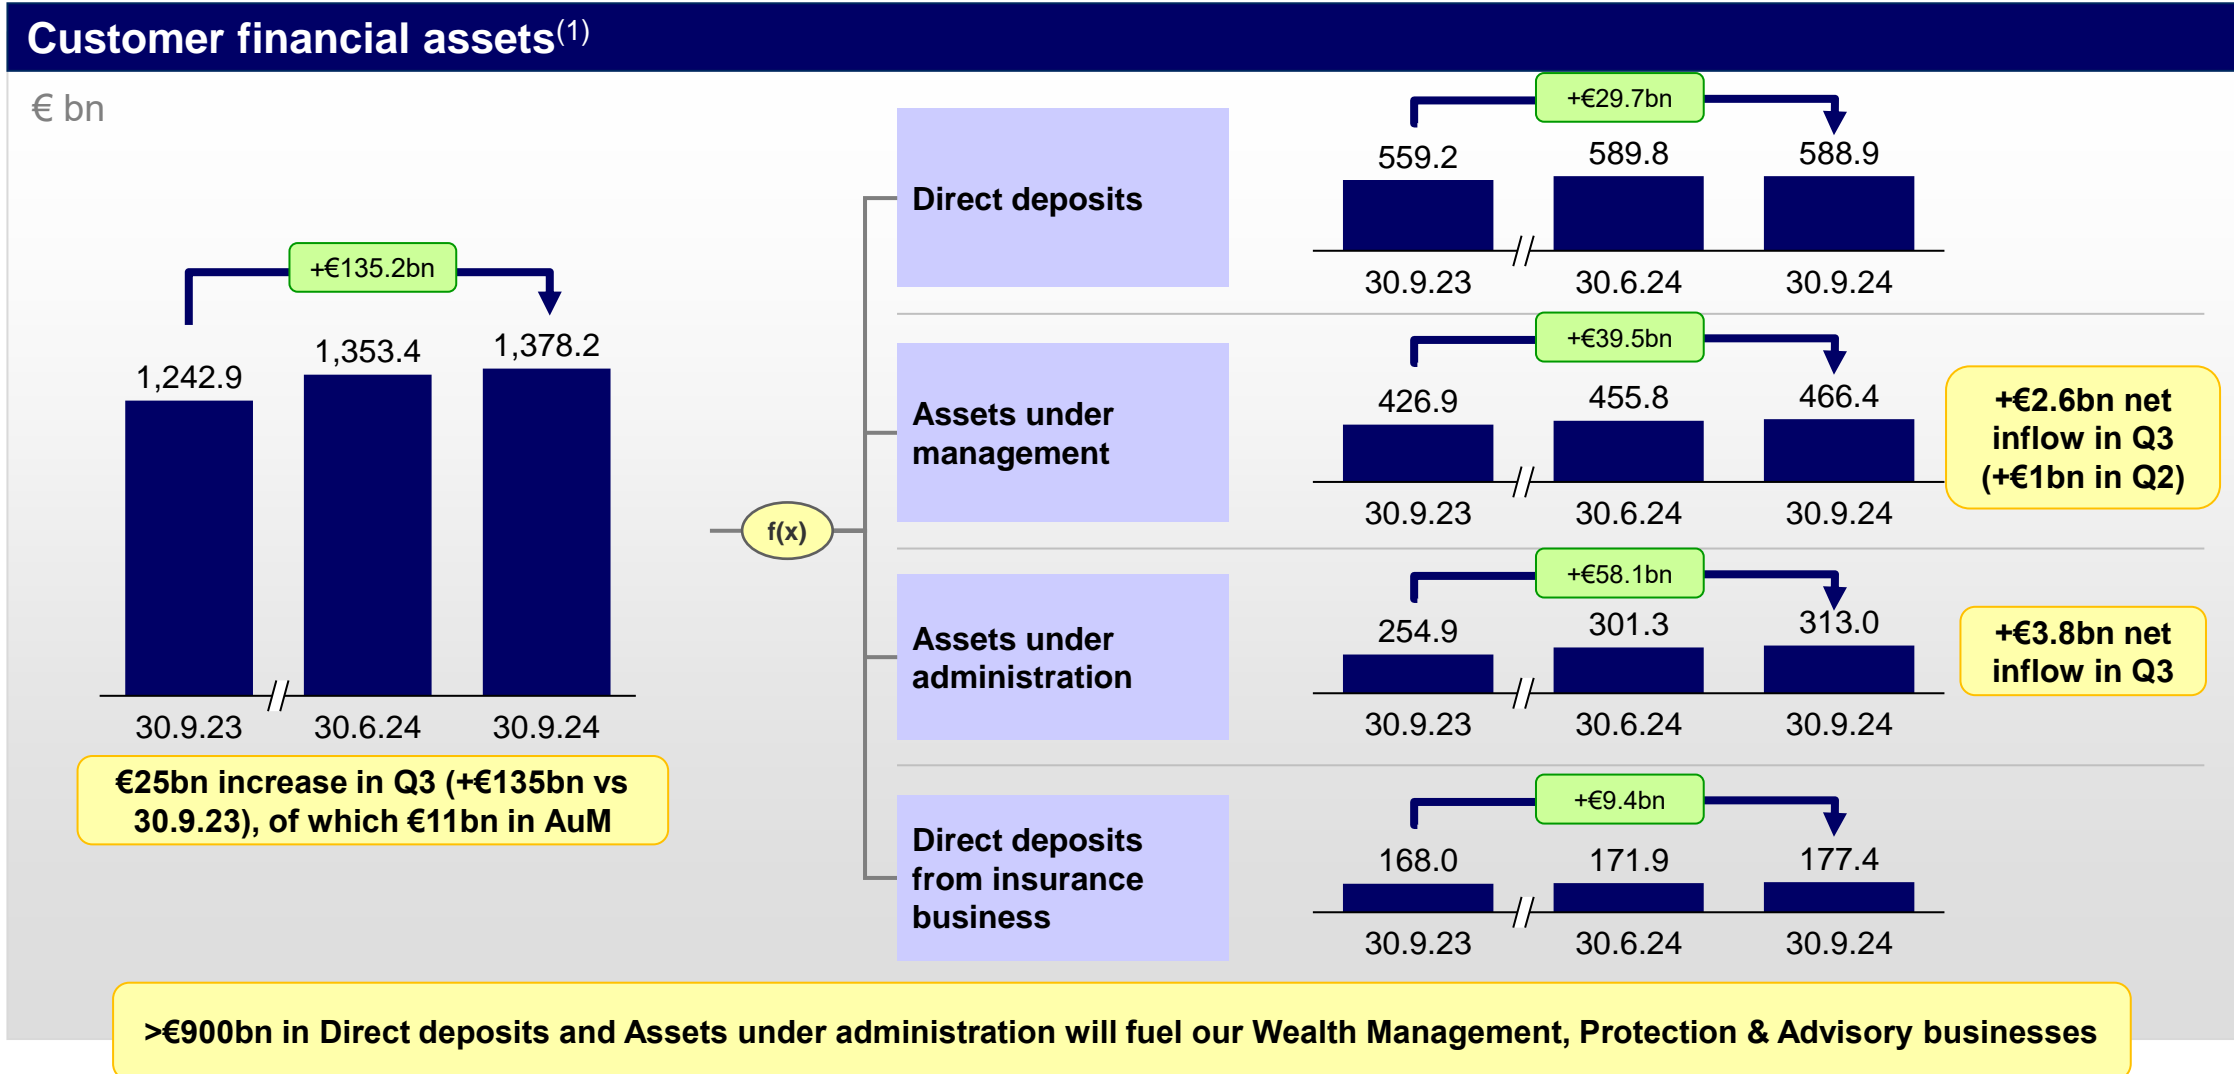 Customer financial assets(1)
€ bn
+€135.2bn
1,242.9
1,353.4
1,378.2
30.9.23
30.6.24
30.9.24
€25bn increase in Q3 (+€135bn vs
30.9.23), of which €11bn in AuM
f(x)
Direct deposits
+€29.7bn
559.2
589.8
588.9
30.9.23
30.6.24
30.9.24
Assets under
management
+€39.5bn
426.9
455.8
466.4
30.9.23
30.6.24
30.9.24
+€2.6bn net
inflow in Q3
(+€1bn in Q2)
Assets under
administration
+€58.1bn
254.9
301.3
313.0
30.9.23
30.6.24
30.9.24
+€3.8bn net
inflow in Q3
Direct deposits
from insurance
business
+€9.4bn
168.0
171.9
177.4
30.9.23
30.6.24
30.9.24
>€900bn in Direct deposits and Assets under administration will fuel our Wealth Management, Protection & Advisory businesses